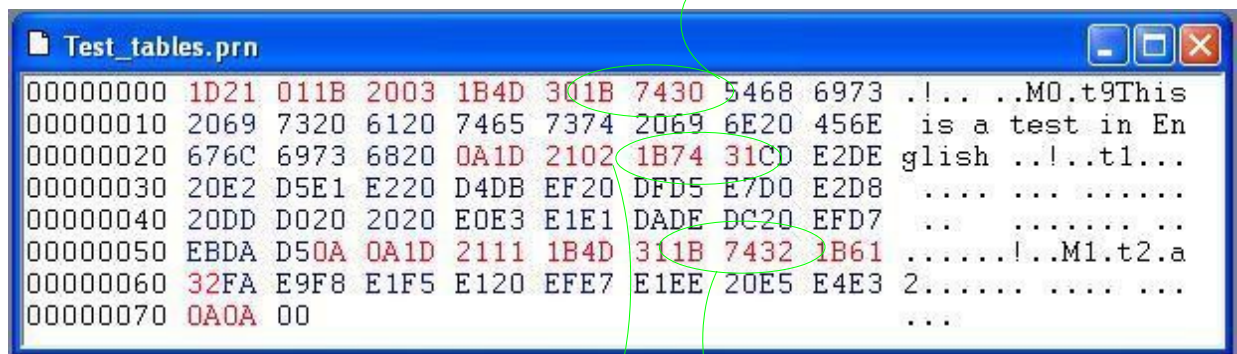 Test_tables.prn
00000000 1D21 011B 2003 1B4D 301B 7430 5468 6973 .!.. ..M0.t9This
00000010 2069 7320 6120 7465 7374 2069 6E20 456E  is a test in En
00000020 676C 6973 6820 0A1D 2102 1B74 31CD E2DE glish ..!..t1...
00000030 20E2 D5E1 E220 D4DB EF20 DFD5 E7D0 E2D8  .... ... ......
00000040 20DD D020 2020 E0E3 E1E1 DADE DC20 EFD7  ..   ....... ..
00000050 EBDA D50A 0A1D 2111 1B4D 311B 7432 1B61 ......!..M1.t2.a
00000060 32FA E9F8 E1F5 E120 EFE7 E1EE 20E5 E4E3 2...... .... ...
00000070 0A0A 00 ...